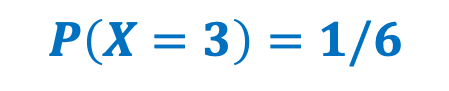 P(X = 3) = 1/6